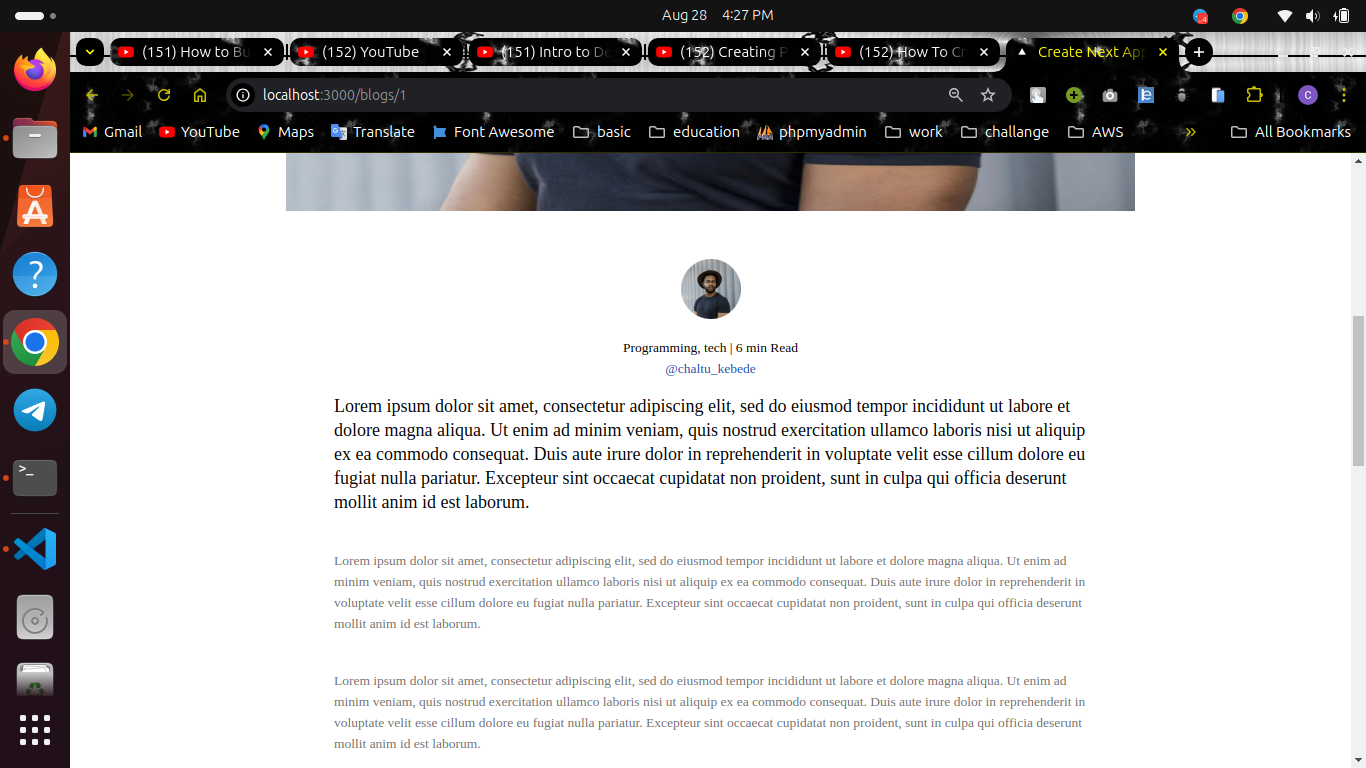 Aug 28 4:27 PM
(151) How to Bu
(152) YouTube
(151) Intro to De
(152) Creating P
(152) How To Cr
Create Next App
localhost:3000/blogs/1
C
Gmail
YouTube
Maps
Translate
Font Awesome
basic
education
phpmyadmin
work
challange
AWS
»
All Bookmarks
Programming, tech | 6 min Read
@chaltu_kebede
Lorem ipsum dolor sit amet, consectetur adipiscing elit, sed do eiusmod tempor incididunt ut labore et
dolore magna aliqua. Ut enim ad minim veniam, quis nostrud exercitation ullamco laboris nisi ut aliquip
ex ea commodo consequat. Duis aute irure dolor in reprehenderit in voluptate velit esse cillum dolore eu
fugiat nulla pariatur. Excepteur sint occaecat cupidatat non proident, sunt in culpa qui officia deserunt
mollit anim id est laborum.
Lorem ipsum dolor sit amet, consectetur adipiscing elit, sed do eiusmod tempor incididunt ut labore et dolore magna aliqua. Ut enim ad
minim veniam, quis nostrud exercitation ullamco laboris nisi ut aliquip ex ea commodo consequat. Duis aute irure dolor in reprehenderit in
voluptate velit esse cillum dolore eu fugiat nulla pariatur. Excepteur sint occaecat cupidatat non proident, sunt in culpa qui officia deserunt
mollit anim id est laborum.
Lorem ipsum dolor sit amet, consectetur adipiscing elit, sed do eiusmod tempor incididunt ut labore et dolore magna aliqua. Ut enim ad
minim veniam, quis nostrud exercitation ullamco laboris nisi ut aliquip ex ea commodo consequat. Duis aute irure dolor in reprehenderit in
voluptate velit esse cillum dolore eu fugiat nulla pariatur. Excepteur sint occaecat cupidatat non proident, sunt in culpa qui officia deserunt
mollit anim id est laborum.